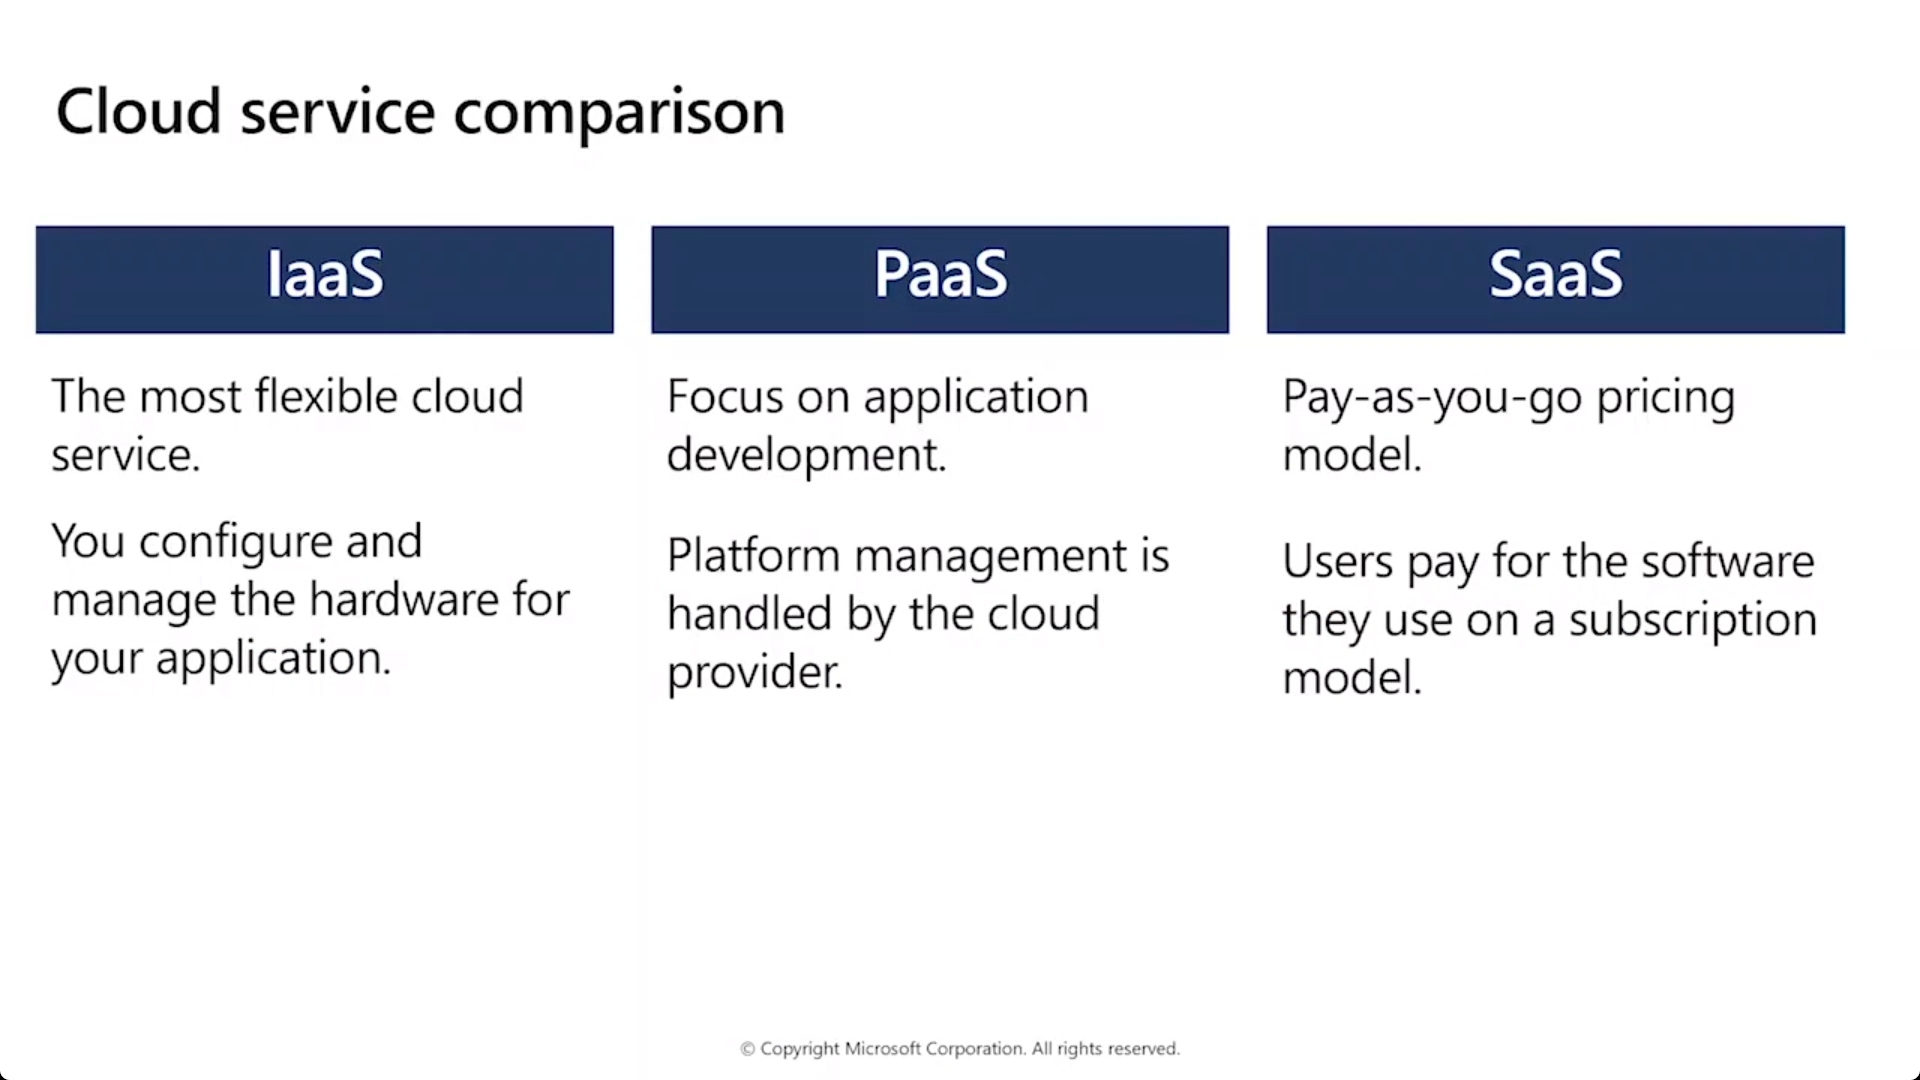 Cloud service comparison
IaaS
The most flexible cloud
service.
You configure and
manage the hardware for
your application.
PaaS
Focus on application
development.
Platform management is
handled by the cloud
provider.
SaaS
Pay-as-you-go pricing
model.
Users pay for the software
they use on a subscription
model.
© Copyright Microsoft Corporation. All rights reserved.